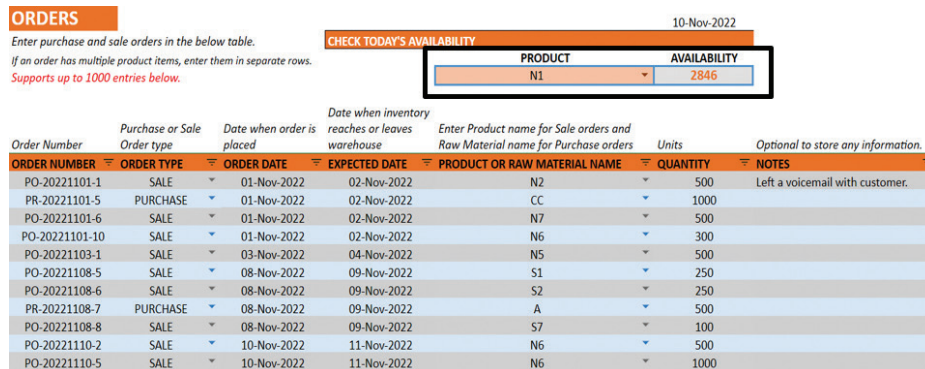 ORDERS
10-Nov-2022
Enter purchase and sale orders in the below table.
CHECK TODAY'S AVAILABILITY
If an order has multiple product items, enter them in separate rows.
PRODUCT AVAILABILITY
Supports up to 1000 entries below.
N1 2846
Order Number
Purchase or Sale Order type
Date when order is placed
Date when inventory reaches or leaves warehouse
Enter Product name for Sale orders and Raw Material name for Purchase orders
Units
Optional to store any information.
ORDER NUMBER ORDER TYPE ORDER DATE EXPECTED DATE PRODUCT OR RAW MATERIAL NAME QUANTITY NOTES
PO-20221101-1 SALE 01-Nov-2022 02-Nov-2022 N2 500 Left a voicemail with customer.
PR-20221101-5 PURCHASE 01-Nov-2022 02-Nov-2022 CC 1000
PO-20221101-6 SALE 01-Nov-2022 02-Nov-2022 N7 500
PO-20221101-10 SALE 01-Nov-2022 02-Nov-2022 N6 300
PO-20221103-1 SALE 03-Nov-2022 04-Nov-2022 N5 500
PO-20221108-5 SALE 08-Nov-2022 09-Nov-2022 S1 250
PO-20221108-6 SALE 08-Nov-2022 09-Nov-2022 S2 250
PR-20221108-7 PURCHASE 08-Nov-2022 09-Nov-2022 A 500
PO-20221108-8 SALE 08-Nov-2022 09-Nov-2022 S7 100
PO-20221110-2 SALE 10-Nov-2022 11-Nov-2022 N6 500
PO-20221110-5 SALE 10-Nov-2022 11-Nov-2022 N6 1000